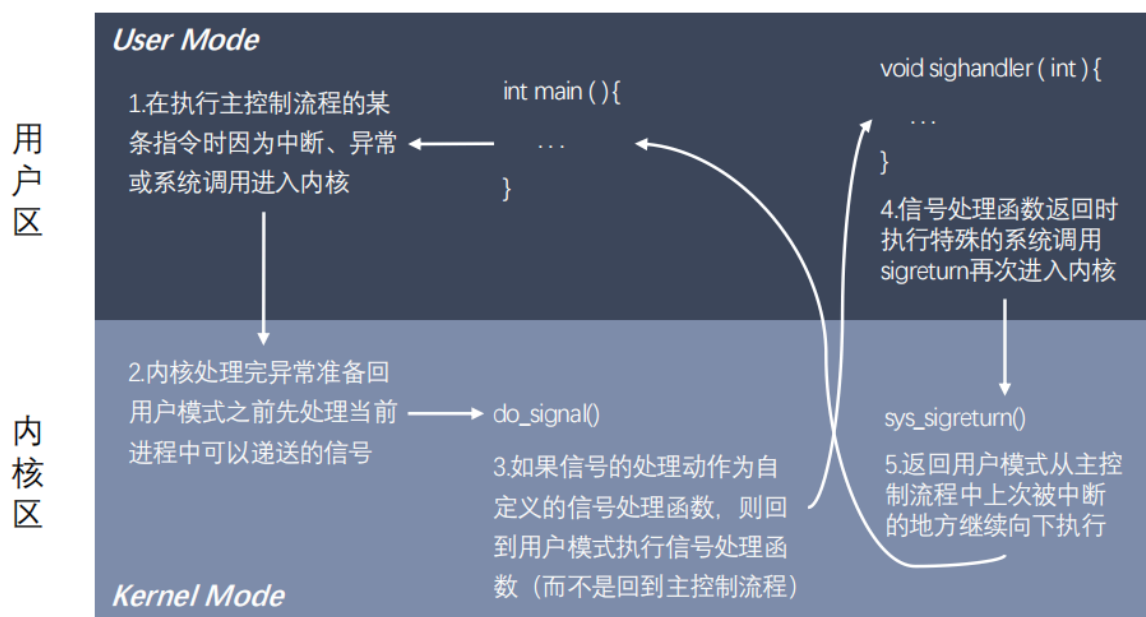 User Mode
用
户
区
1.在执行主控制流程的某
条指令时因为中断、异常
或系统调用进入内核
int main ( ){
...
}
void sighandler ( int ) {
...
}
4.信号处理函数返回时
执行特殊的系统调用
sigreturn再次进入内核
内
核
区
2.内核处理完异常准备回
用户模式之前先处理当前
进程中可以递送的信号
do_signal()
3.如果信号的处理动作为自
定义的信号处理函数，则回
到用户模式执行信号处理函
数（而不是回到主控制流程）
sys_sigreturn()
5.返回用户模式从主控
制流程中上次被中断
的地方继续向下执行
Kernel Mode